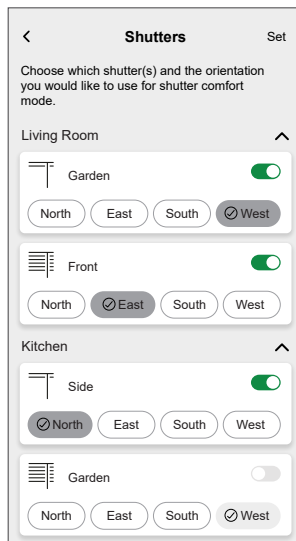 Shutters Set
Choose which shutter(s) and the orientation
you would like to use for shutter comfort
mode.
Living Room
Garden
North East South West
Front
North East South West
Kitchen
Side
North East South West
Garden
North East South West